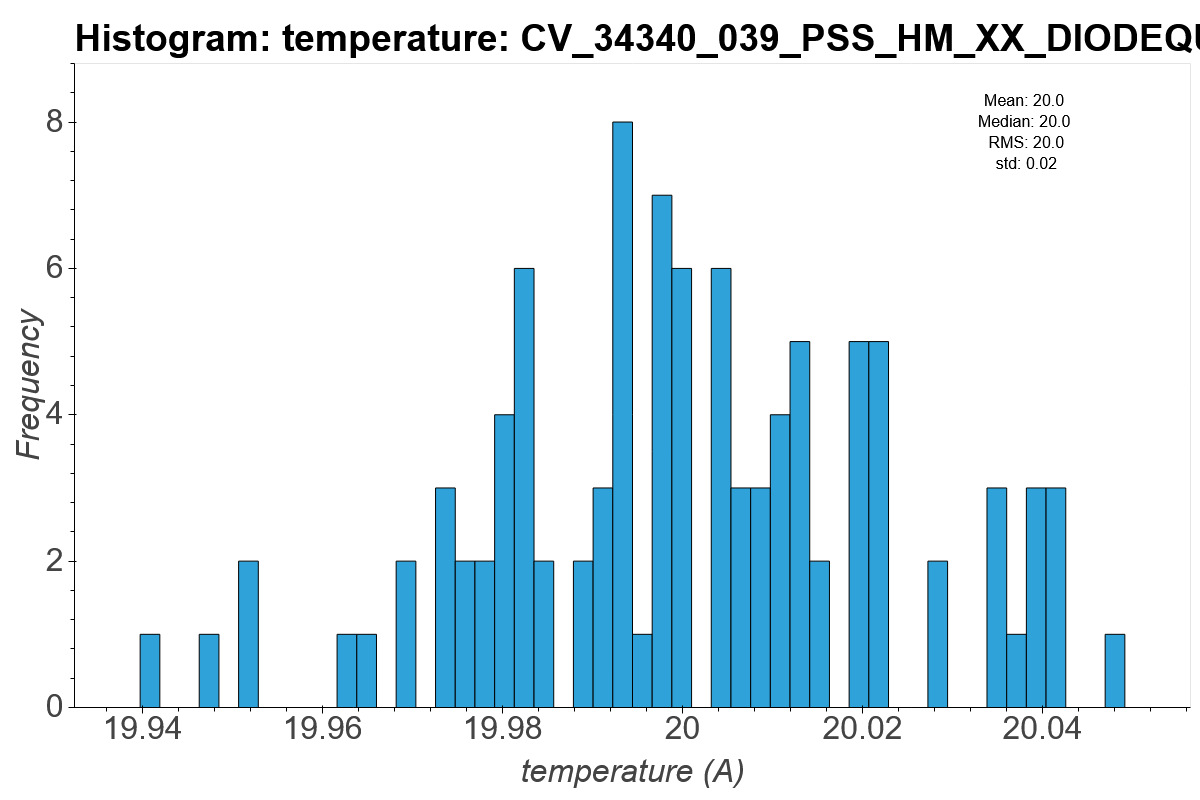 Histogram: temperature: CV_34340_039_PSS_HM_XX_DIODEQU
Mean: 20.0
Median: 20.0
RMS: 20.0
std: 0.02
Frequency
8
6
4
2
0
19.94 19.96 19.98 20 20.02 20.04
temperature (A)